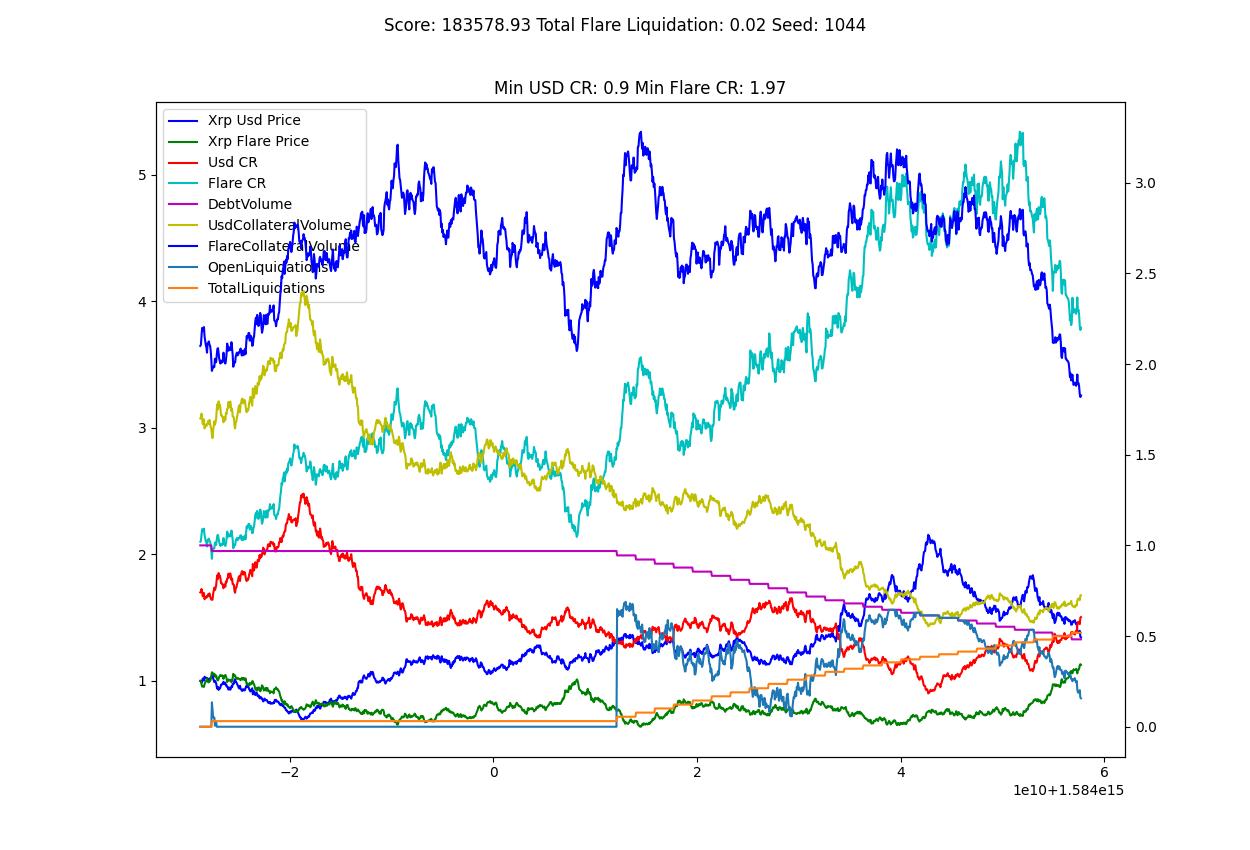 Score: 183578.93 Total Flare Liquidation: 0.02 Seed: 1044
Min USD CR: 0.9 Min Flare CR: 1.97
Xrp Usd Price
Xrp Flare Price
Usd CR
Flare CR
DebtVolume
UsdCollateralVolume
FlareCollateralVolume
OpenLiquidations
TotalLiquidations
5
4
3
2
1
3.0
2.5
2.0
1.5
1.0
0.5
0.0
−2 0 2 4 6
1e10+1.584e15